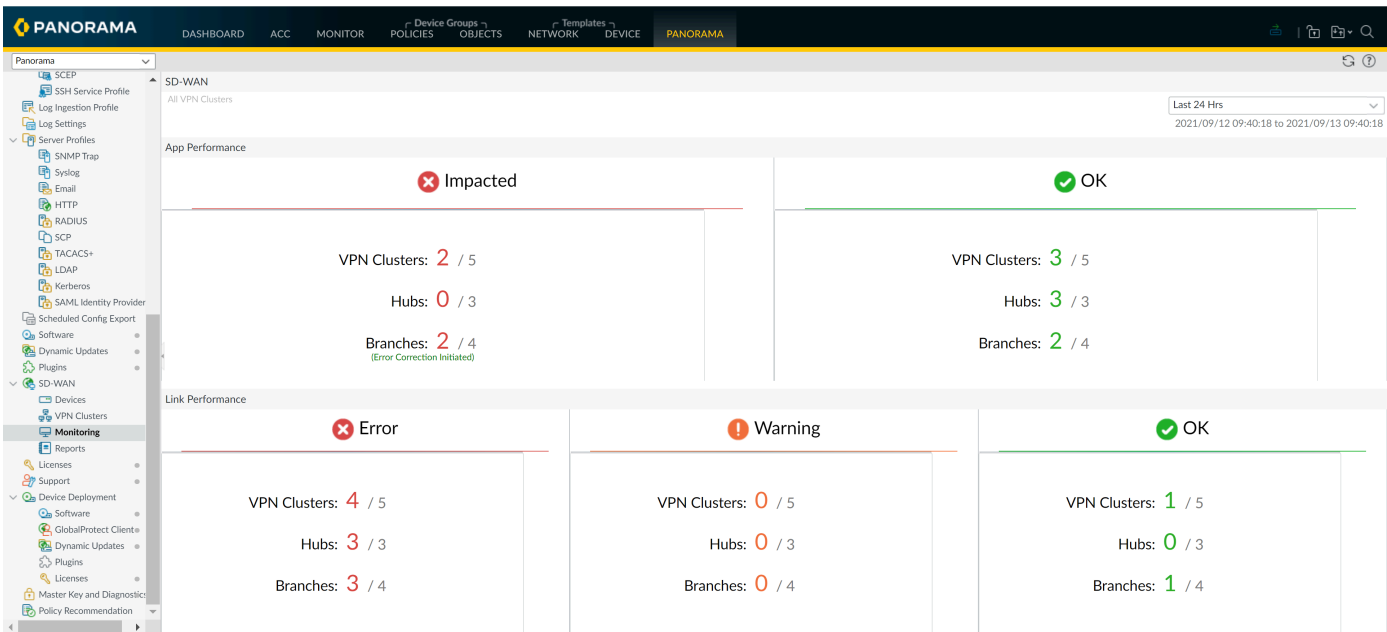 PANORAMA
Device Groups
Templates
DASHBOARD ACC MONITOR POLICIES OBJECTS NETWORK DEVICE PANORAMA
Panorama
SCEP
SSH Service Profile
Log Ingestion Profile
Log Settings
Server Profiles
SNMP Trap
Syslog
Email
HTTP
RADIUS
SCP
TACACS+
LDAP
Kerberos
SAML Identity Provider
Scheduled Config Export
Software
Dynamic Updates
Plugins
SD-WAN
Devices
VPN Clusters
Monitoring
Reports
Licenses
Support
Device Deployment
Software
GlobalProtect Client
Dynamic Updates
Plugins
Licenses
Master Key and Diagnostics
Policy Recommendation
SD-WAN
All VPN Clusters
Last 24 Hrs
2021/09/12 09:40:18 to 2021/09/13 09:40:18
App Performance
Impacted
VPN Clusters: 2 / 5
Hubs: 0 / 3
Branches: 2 / 4
(Error Correction Initiated)
OK
VPN Clusters: 3 / 5
Hubs: 3 / 3
Branches: 2 / 4
Link Performance
Error
VPN Clusters: 4 / 5
Hubs: 3 / 3
Branches: 3 / 4
Warning
VPN Clusters: 0 / 5
Hubs: 0 / 3
Branches: 0 / 4
OK
VPN Clusters: 1 / 5
Hubs: 0 / 3
Branches: 1 / 4